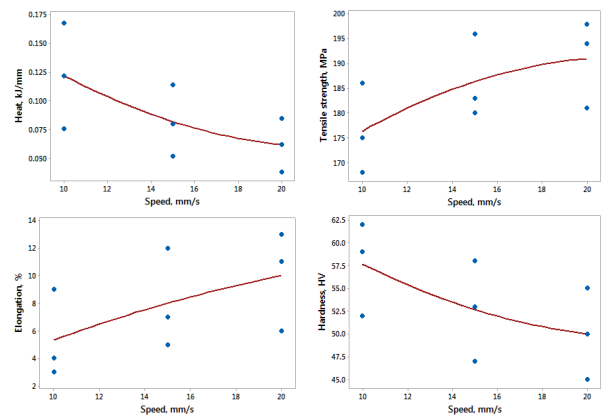 0.175
0.150
0.125
0.100
0.075
0.050
Heat, kJ/mm
10 12 14 16 18 20
Speed, mm/s
200
195
190
185
180
175
170
Tensile strength, MPa
10 12 14 16 18 20
Speed, mm/s
14
12
10
8
6
4
2
Elongation, %
10 12 14 16 18 20
Speed, mm/s
62.5
60.0
57.5
55.0
52.5
50.0
47.5
45.0
Hardness, HV
10 12 14 16 18 20
Speed, mm/s